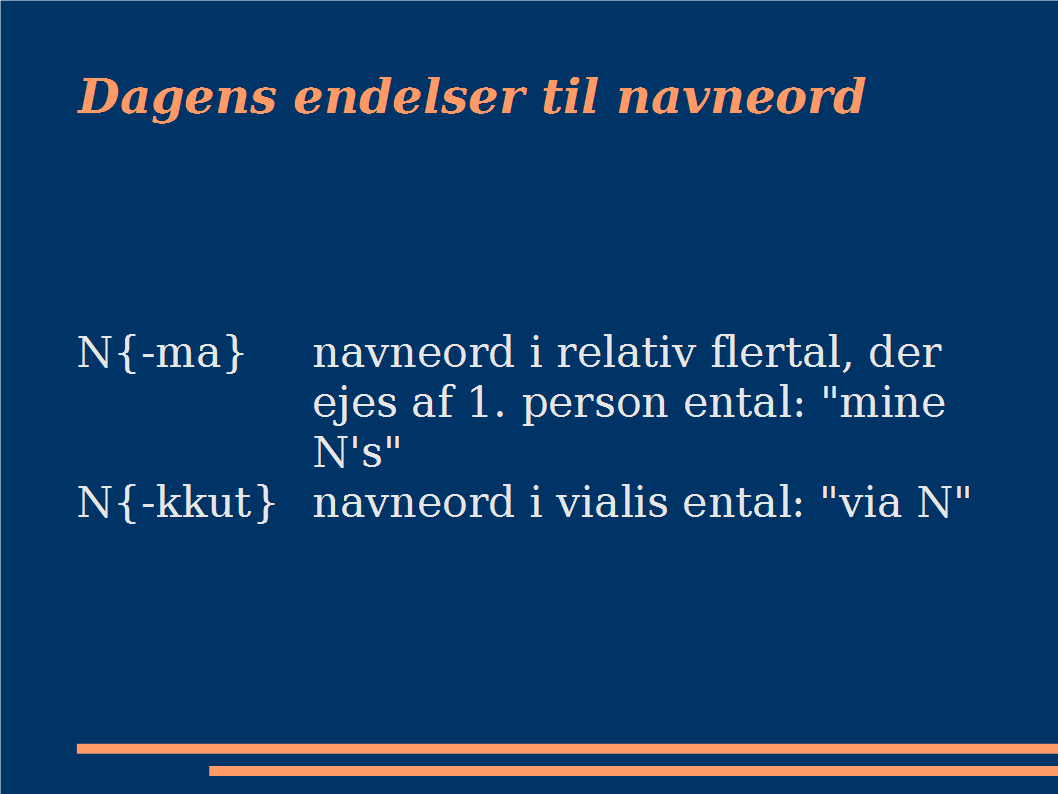 Dagens endelser til navneord
N{-ma} navneord i relativ flertal, der
ejes af 1. person ental: "mine
N's"
N{-kkut} navneord i vialis ental: "via N"